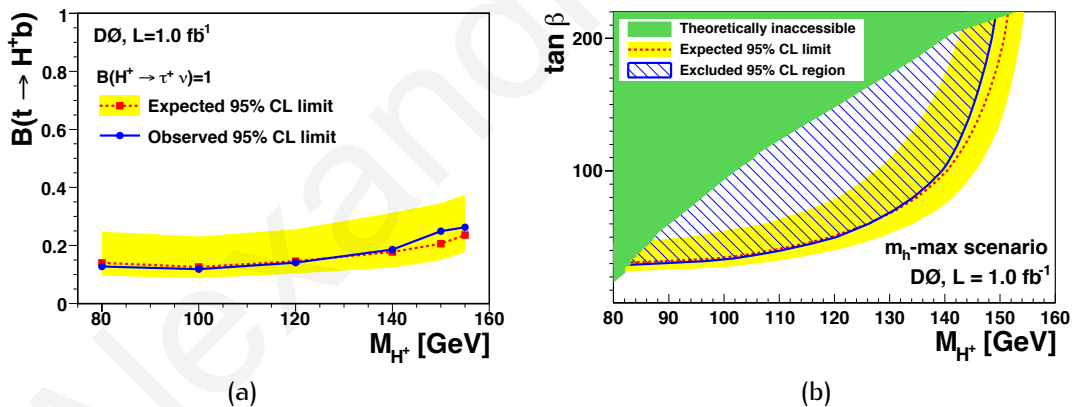 B(t → H⁺b)
1
0.8
0.6
0.4
0.2
0
DØ, L=1.0 fb⁻¹
B(H⁺ → τ⁺ ν)=1
Expected 95% CL limit
Observed 95% CL limit
80 100 120 140 160
M_H⁺ [GeV]
(a)
tan β
200
100
Theoretically inaccessible
Expected 95% CL limit
Excluded 95% CL region
mₕ-max scenario
DØ, L = 1.0 fb⁻¹
80 90 100 110 120 130 140 150 160
M_H⁺ [GeV]
(b)